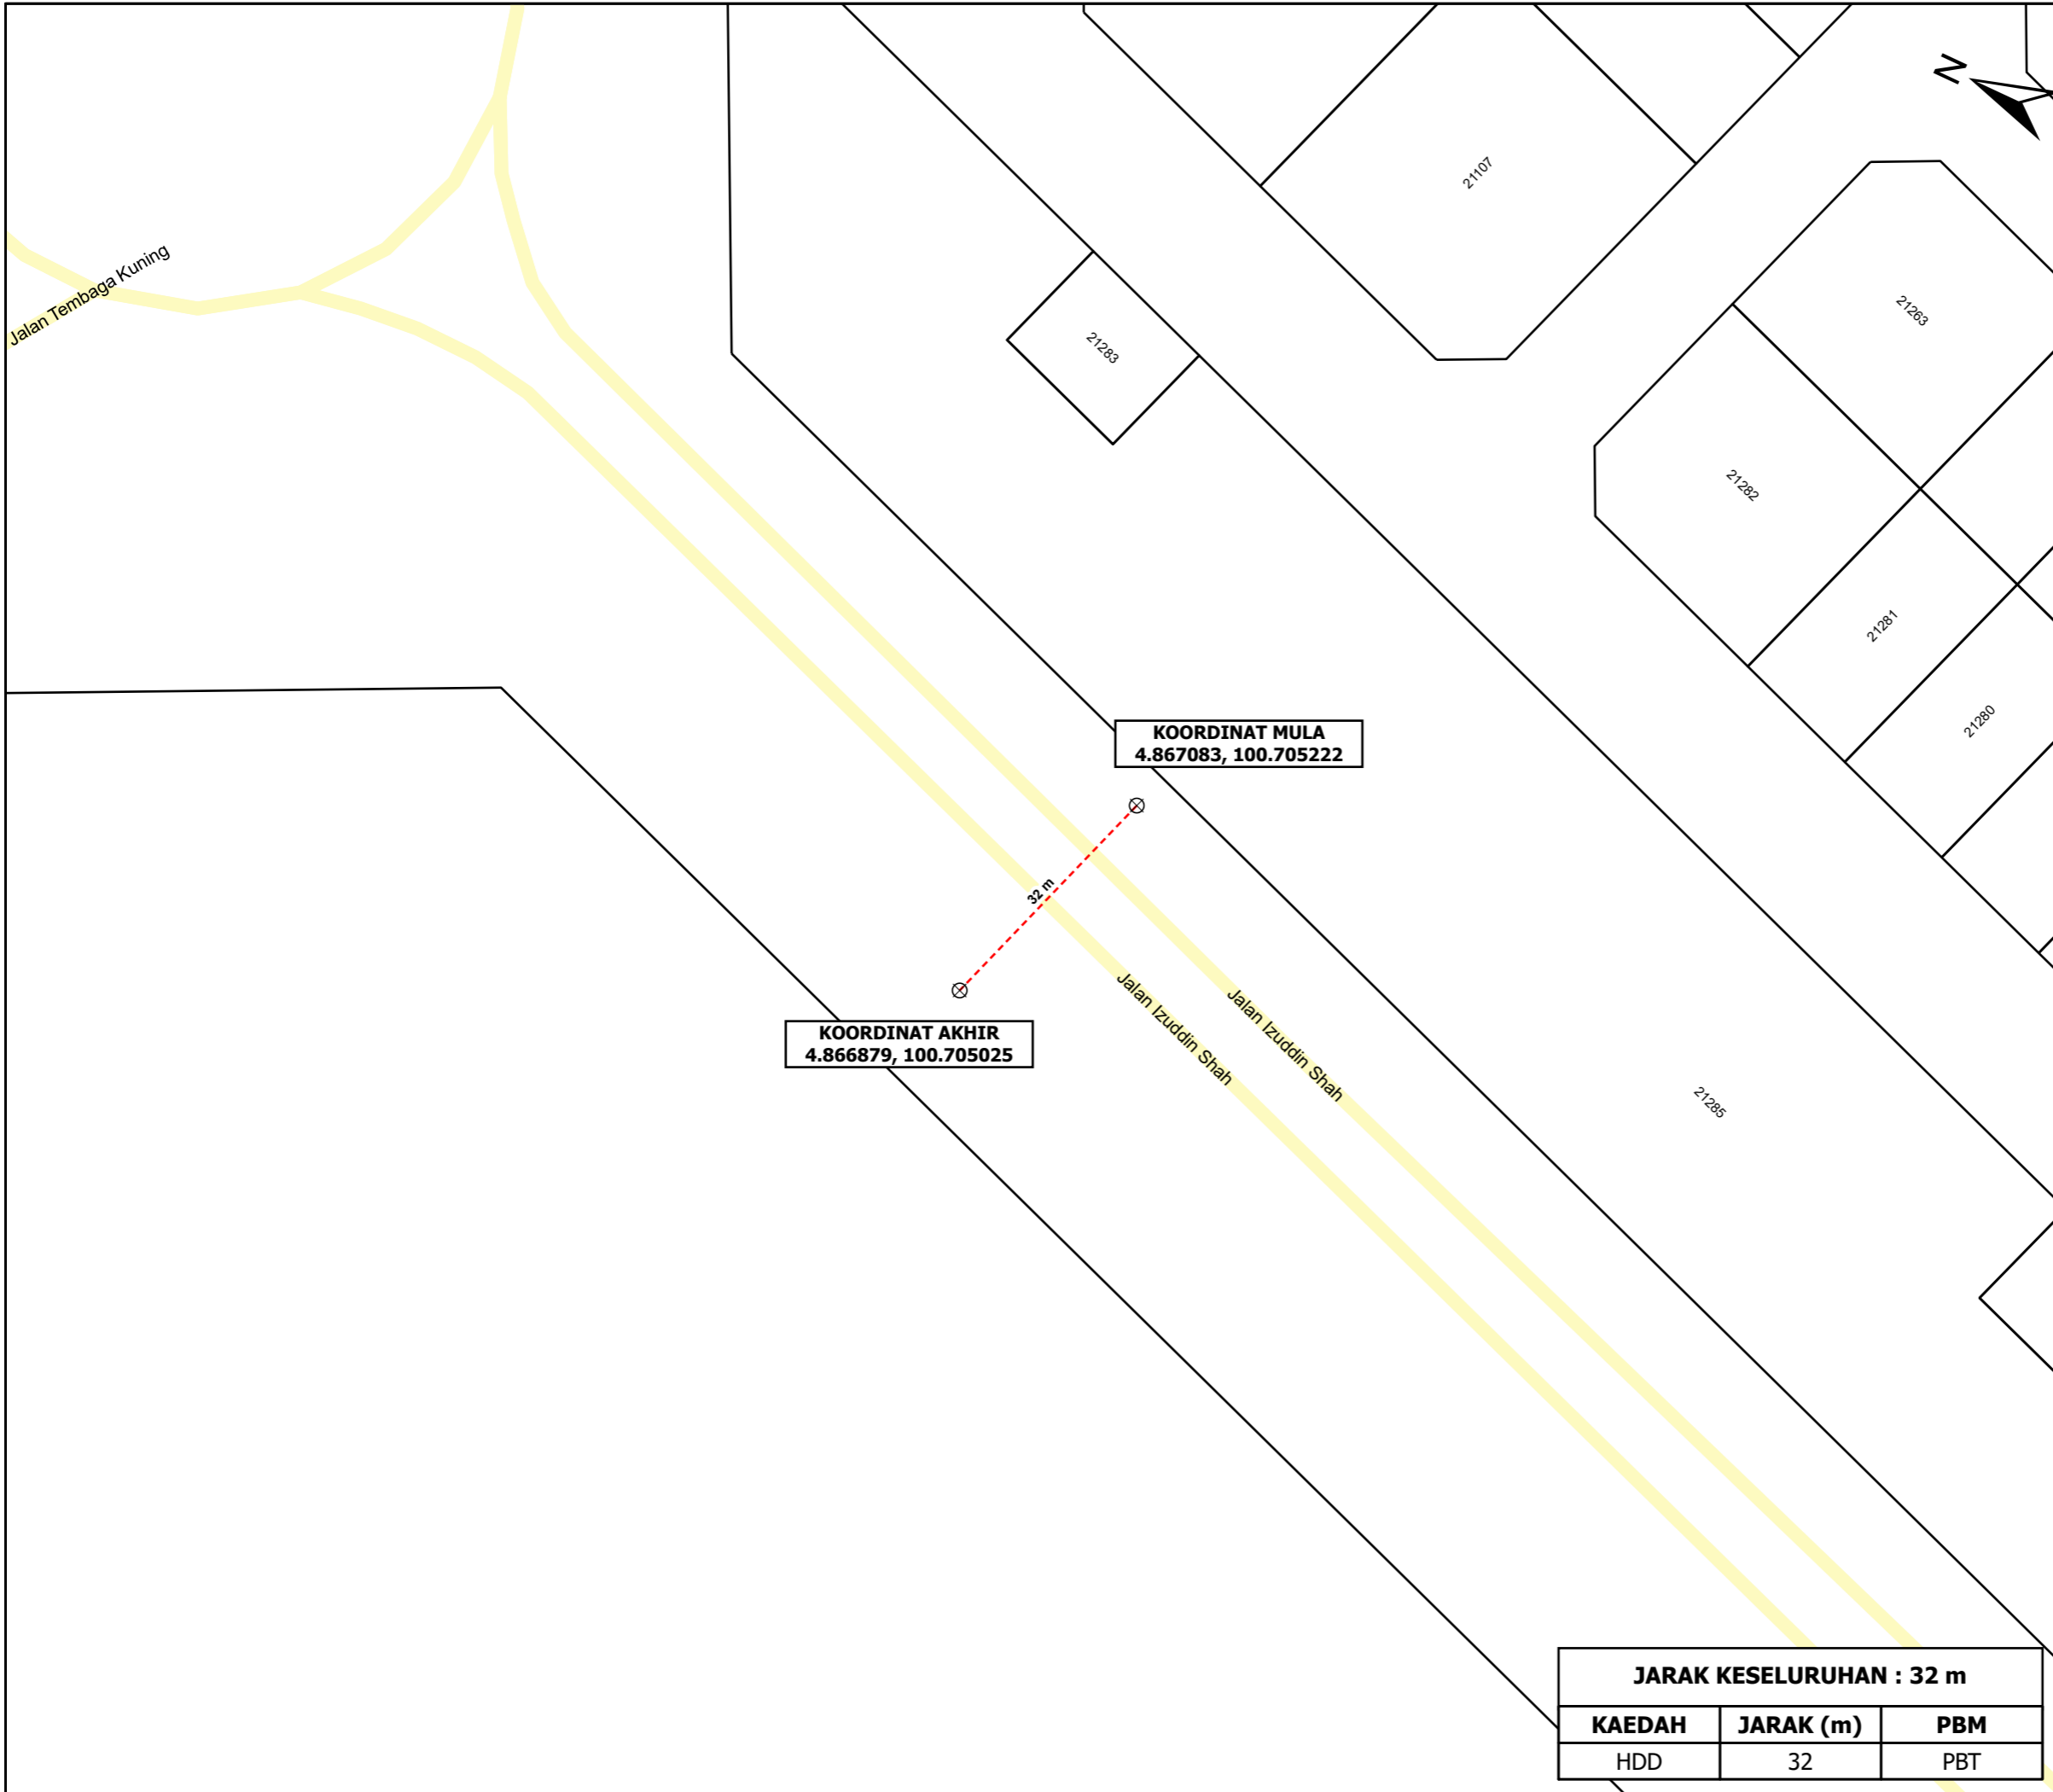 N
21107
Jalan Tembaga Kuning
21263
21283
21282
21281
21280
KOORDINAT MULA
4.867083, 100.705222
32 m
Jalan Izuddin Shah
Jalan Izuddin Shah
KOORDINAT AKHIR
4.866879, 100.705025
21285
JARAK KESELURUHAN : 32 m
KAEDAH JARAK (m) PBM
HDD 32 PBT